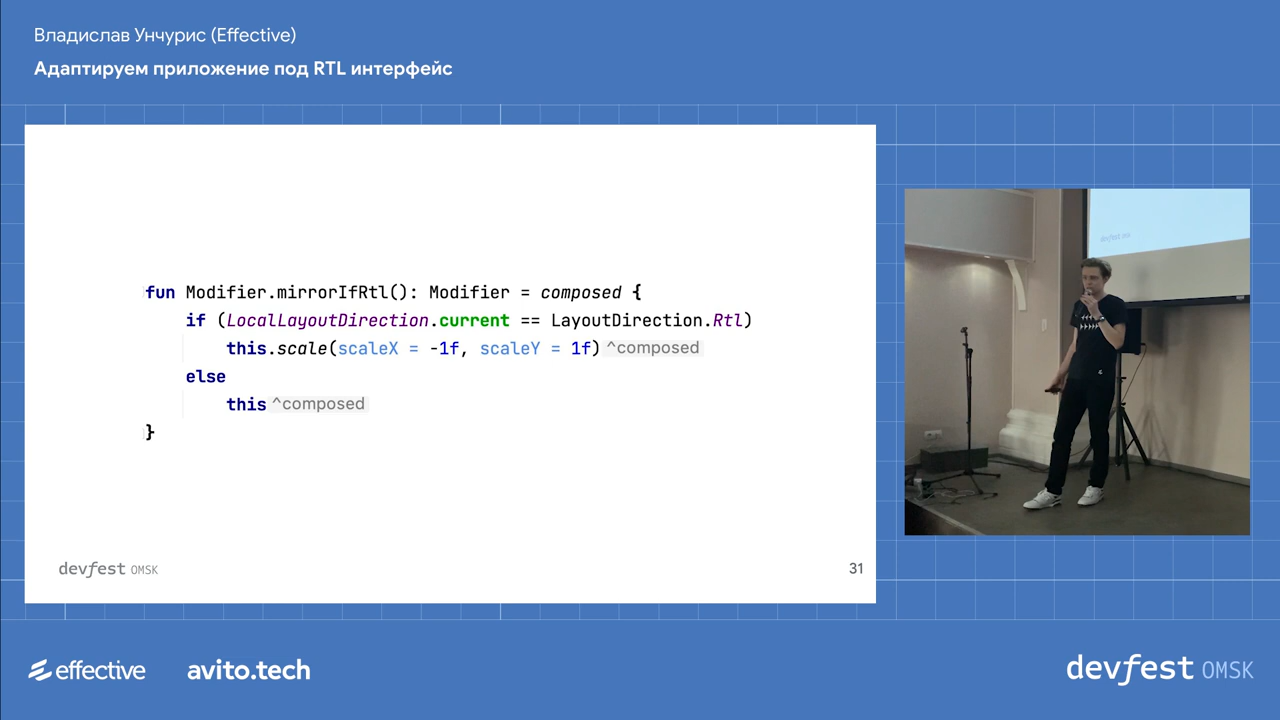 Владислав Унчурис (Effective)
Адаптируем приложение под RTL интерфейс
fun Modifier.mirrorIfRtl(): Modifier = composed {
if (LocalLayoutDirection.current == LayoutDirection.Rtl)
this.scale(scaleX = -1f, scaleY = 1f) ^composed
else
this ^composed
}
devfest OMSK
31
effective
avito.tech
devfest OMSK